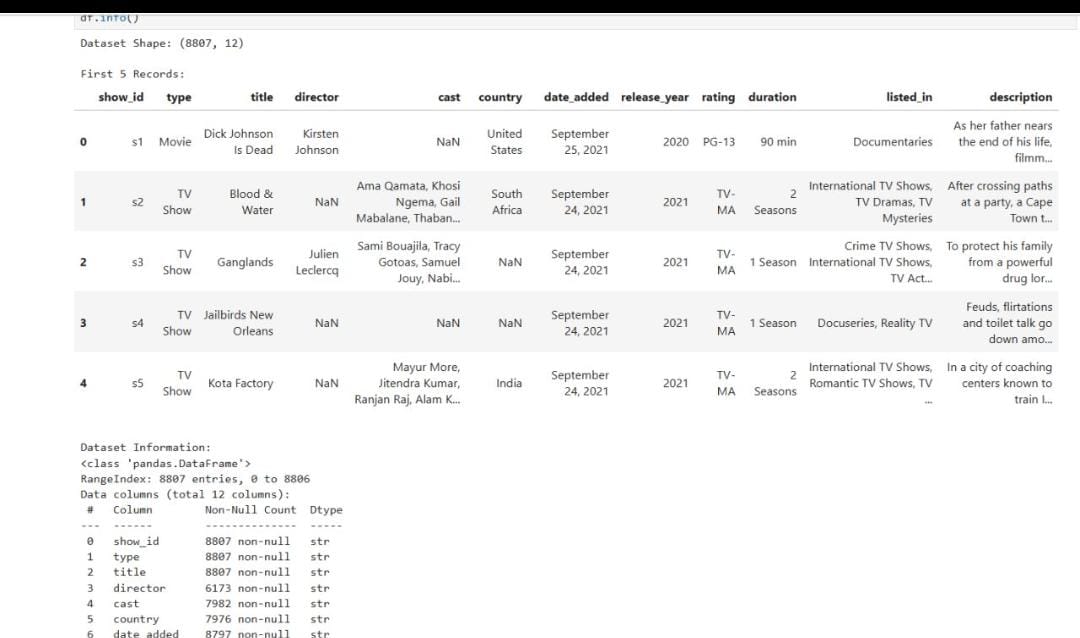 df.info()
Dataset Shape: (8807, 12)
First 5 Records:
show_id type title director cast country date_added release_year rating duration listed_in description
0 s1 Movie Dick Johnson Is Dead Kirsten Johnson NaN United States September 25, 2021 2020 PG-13 90 min Documentaries As her father nears the end of his life, filmm...
1 s2 TV Show Blood & Water NaN Ama Qamata, Khosi Ngema, Gail Mabalane, Thaban... South Africa September 24, 2021 2021 TV-MA 2 Seasons International TV Shows, TV Dramas, TV Mysteries After crossing paths at a party, a Cape Town t...
2 s3 TV Show Ganglands Julien Leclercq Sami Bouajila, Tracy Gotoas, Samuel Jouy, Nabi... NaN September 24, 2021 2021 TV-MA 1 Season Crime TV Shows, International TV Shows, TV Act... To protect his family from a powerful drug lor...
3 s4 TV Show Jailbirds New Orleans NaN NaN NaN September 24, 2021 2021 TV-MA 1 Season Docuseries, Reality TV Feuds, flirtations and toilet talk go down amo...
4 s5 TV Show Kota Factory NaN Mayur More, Jitendra Kumar, Ranjan Raj, Alam K... India September 24, 2021 2021 TV-MA 2 Seasons International TV Shows, Romantic TV Shows, TV ... In a city of coaching centers known to train I...
Dataset Information:
<class 'pandas.DataFrame'>
RangeIndex: 8807 entries, 0 to 8806
Data columns (total 12 columns):
# Column Non-Null Count Dtype
--- ------ -------------- -----
0 show_id 8807 non-null str
1 type 8807 non-null str
2 title 8807 non-null str
3 director 6173 non-null str
4 cast 7982 non-null str
5 country 7976 non-null str
6 date_added 8797 non-null str